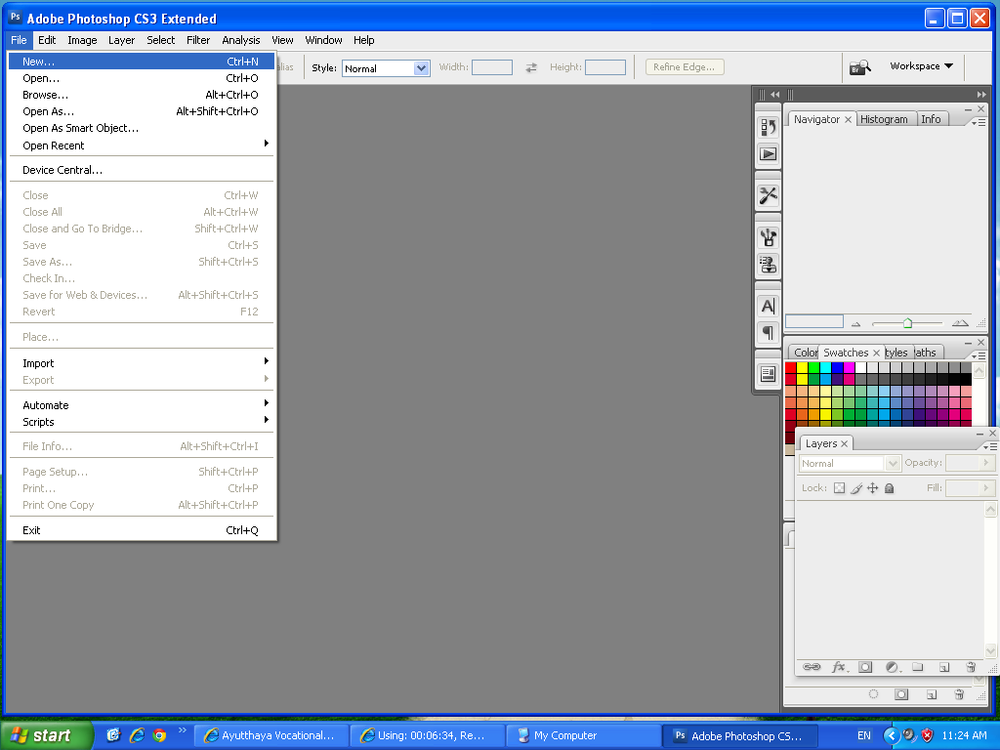 Ps Adobe Photoshop CS3 Extended
File Edit Image Layer Select Filter Analysis View Window Help
alias Style: Normal Width: Height: Refine Edge... Br Workspace
New... Ctrl+N
Open... Ctrl+O
Browse... Alt+Ctrl+O
Open As... Alt+Shift+Ctrl+O
Open As Smart Object...
Open Recent
Device Central...
Close Ctrl+W
Close All Alt+Ctrl+W
Close and Go To Bridge... Shift+Ctrl+W
Save Ctrl+S
Save As... Shift+Ctrl+S
Check In...
Save for Web & Devices... Alt+Shift+Ctrl+S
Revert F12
Place...
Import
Export
Automate
Scripts
File Info... Alt+Shift+Ctrl+I
Page Setup... Shift+Ctrl+P
Print... Ctrl+P
Print One Copy Alt+Shift+Ctrl+P
Exit Ctrl+Q
Navigator Histogram Info
Color Swatches tyles aths
Layers
Normal Opacity:
Lock: Fill:
start Ayutthaya Vocational... Using: 00:06:34, Re... My Computer Ps Adobe Photoshop CS... EN 11:24 AM